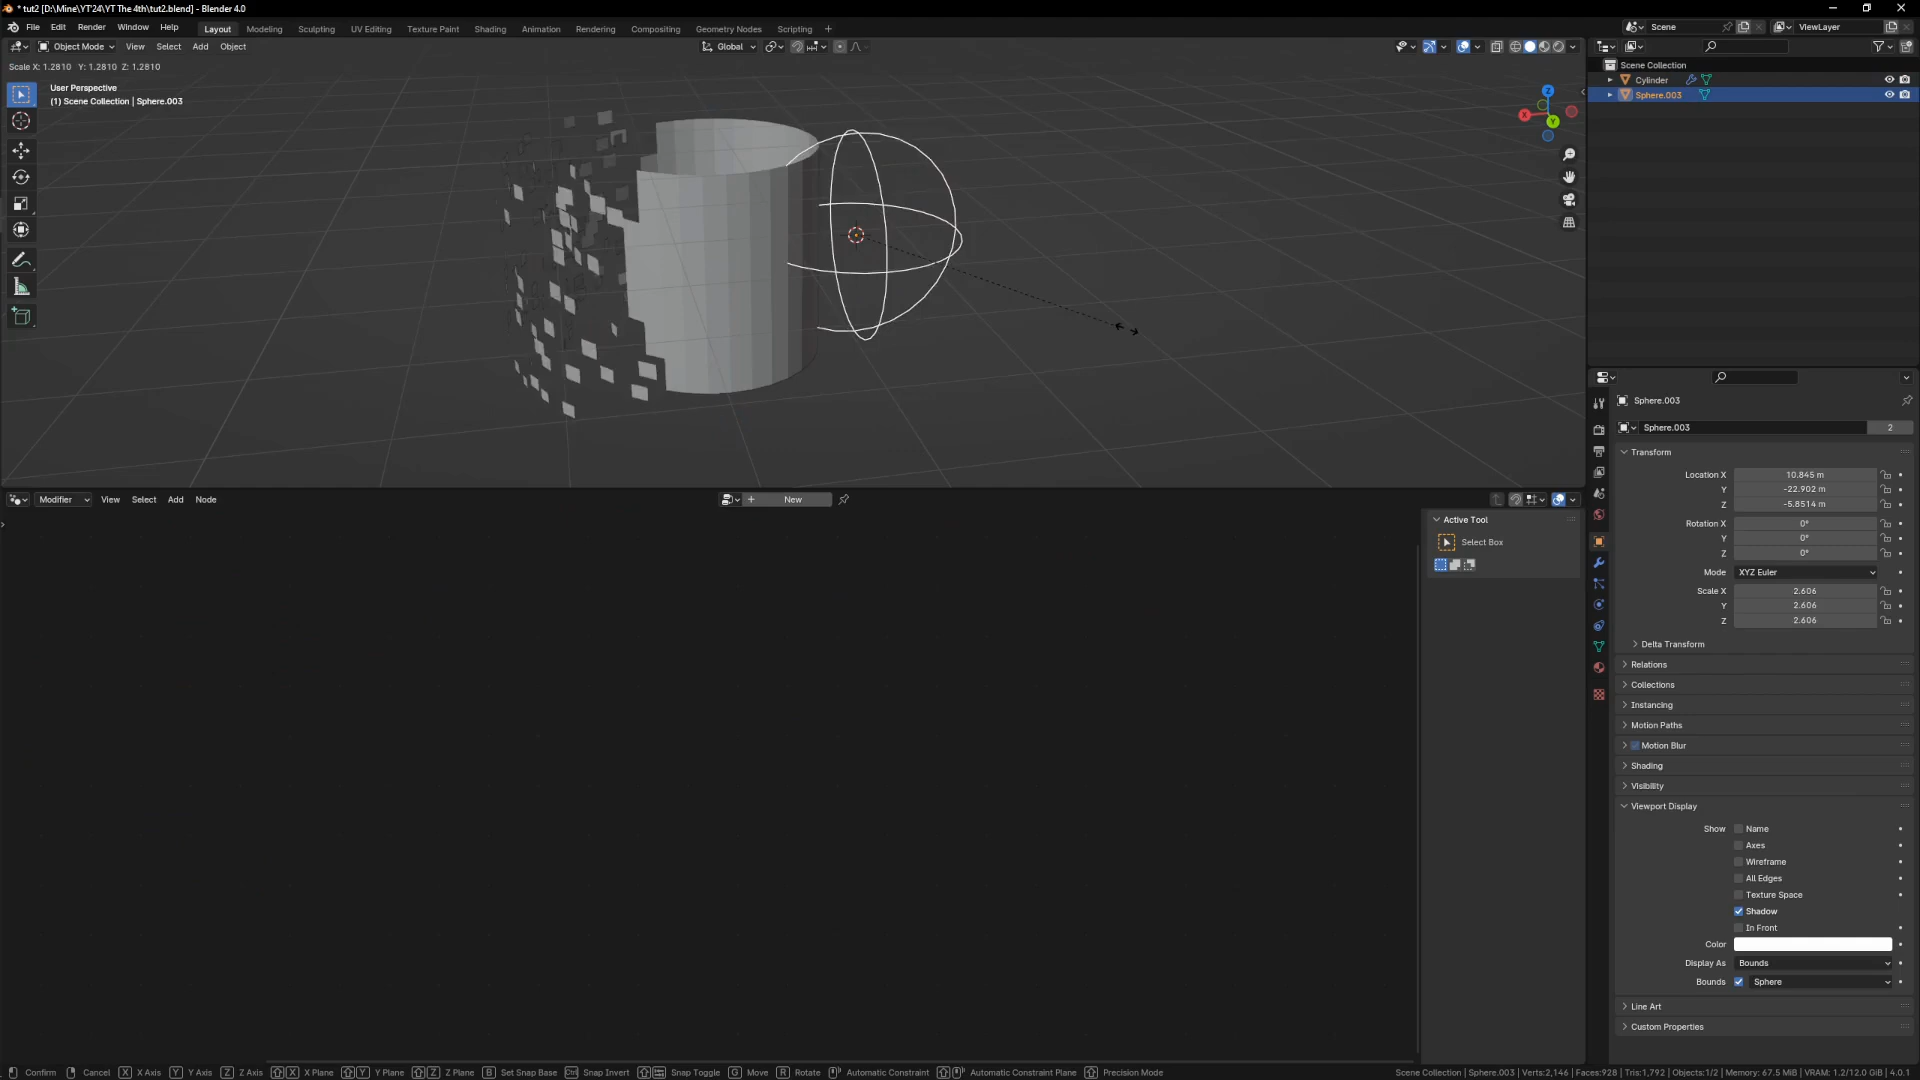 * tut2 [D:\Mine\YT'24\YT The 4th\tut2.blend] - Blender 4.0
File Edit Render Window Help Layout Modeling Sculpting UV Editing Texture Paint Shading Animation Rendering Compositing Geometry Nodes Scripting + Scene ViewLayer
Object Mode View Select Add Object Global
Scale X: 1.2810 Y: 1.2810 Z: 1.2810
User Perspective
(1) Scene Collection | Sphere.003
Z
X
Y
Scene Collection
Cylinder
Sphere.003
Sphere.003
Sphere.003 2
Transform
Location X 10.845 m
Y -22.902 m
Z -5.8514 m
Rotation X 0°
Y 0°
Z 0°
Mode XYZ Euler
Scale X 2.606
Y 2.606
Z 2.606
Delta Transform
Relations
Collections
Instancing
Motion Paths
Motion Blur
Shading
Visibility
Viewport Display
Show Name
Axes
Wireframe
All Edges
Texture Space
Shadow
In Front
Color
Display As Bounds
Bounds Sphere
Line Art
Custom Properties
Modifier View Select Add Node + New
Active Tool
Select Box
Confirm Cancel X X Axis Y Y Axis Z Z Axis X X Plane Y Y Plane Z Z Plane B Set Snap Base Ctrl Snap Invert Snap Toggle G Move R Rotate Automatic Constraint Automatic Constraint Plane Precision Mode
Scene Collection | Sphere.003 | Verts:2,146 | Faces:928 | Tris:1,792 | Objects:1/2 | Memory: 67.5 MiB | VRAM: 1.2/12.0 GiB | 4.0.1